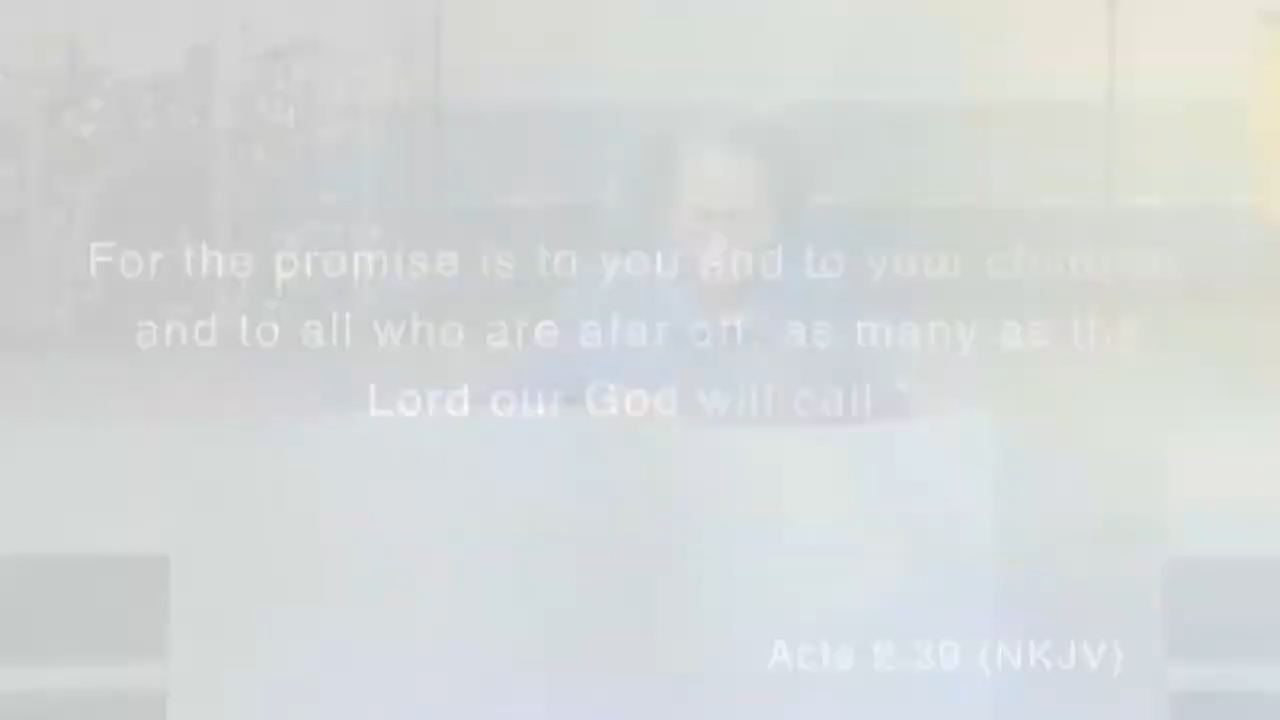 For the promise is to you and to your children
and to all who are afar off, as many as the
Lord our God will call."
Acts 2:39 (NKJV)